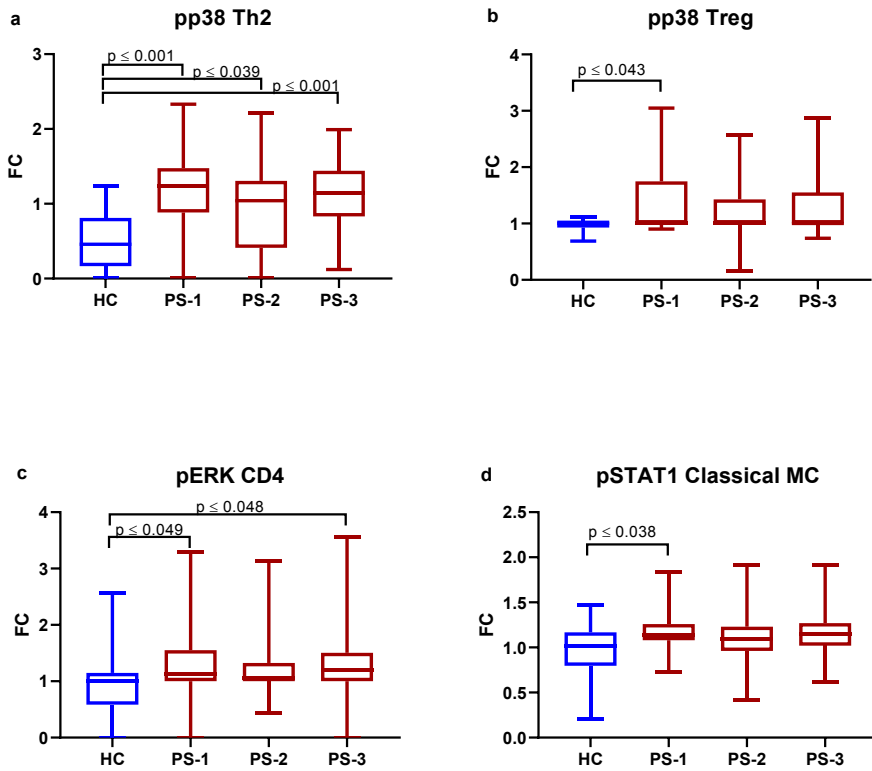 a
pp38 Th2
p ≤ 0.001
p ≤ 0.039
p ≤ 0.001
3
2
1
0
FC
HC PS-1 PS-2 PS-3
b
pp38 Treg
p ≤ 0.043
4
3
2
1
0
FC
HC PS-1 PS-2 PS-3
c
pERK CD4
p ≤ 0.048
p ≤ 0.049
4
3
2
1
0
FC
HC PS-1 PS-2 PS-3
d
pSTAT1 Classical MC
p ≤ 0.038
2.5
2.0
1.5
1.0
0.5
0.0
FC
HC PS-1 PS-2 PS-3